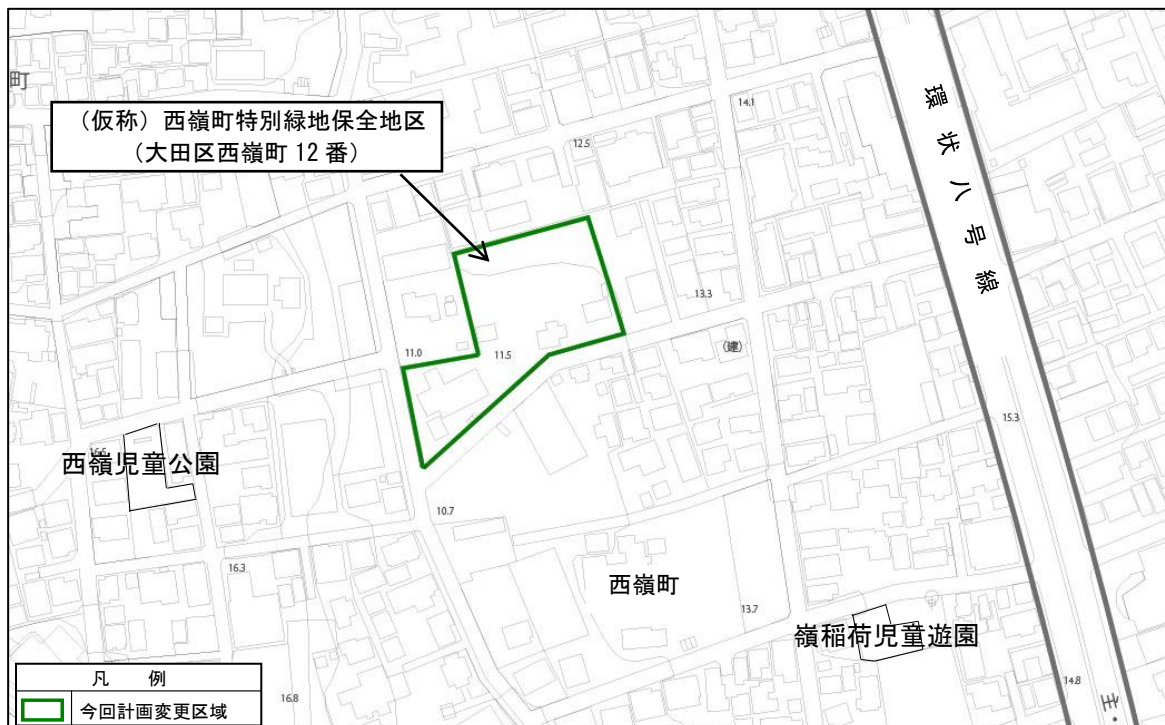 町
（仮称）西嶺町特別緑地保全地区
（大田区西嶺町 12 番）
14.1
12.5
環状八号線
13.3
(建)
11.0
11.5
15.3
16.5
西嶺児童公園
10.7
16.3
西嶺町
13.7
嶺稲荷児童遊園
14.8
16.8
主・
凡 例
今回計画変更区域